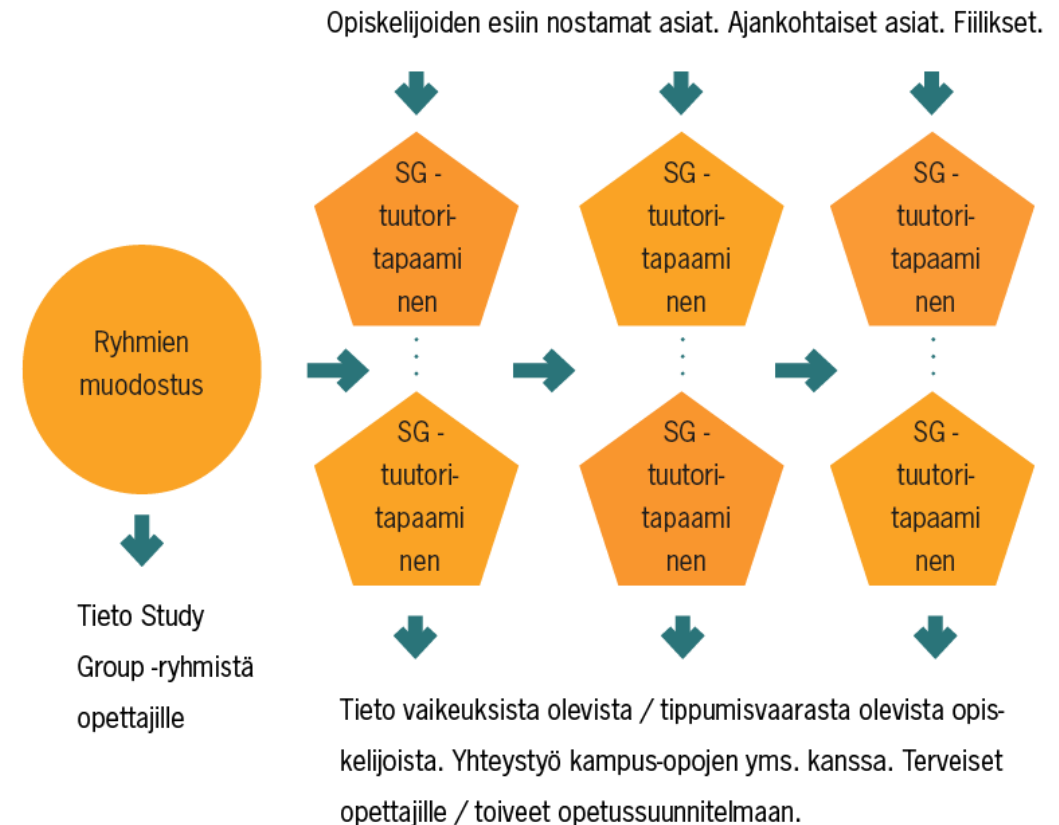 Opiskelijoiden esiin nostamat asiat. Ajankohtaiset asiat. Fiilikset.
SG -
tuutori-
tapaami
nen
SG -
tuutori-
tapaami
nen
SG -
tuutori-
tapaami
nen
Ryhmien
muodostus
SG -
tuutori-
tapaami
nen
SG -
tuutori-
tapaami
nen
SG -
tuutori-
tapaami
nen
Tieto Study
Group -ryhmistä
opettajille
Tieto vaikeuksista olevista / tippumisvaarasta olevista opis-
kelijoista. Yhteystyö kampus-opojen yms. kanssa. Terveiset
opettajille / toiveet opetussuunnitelmaan.